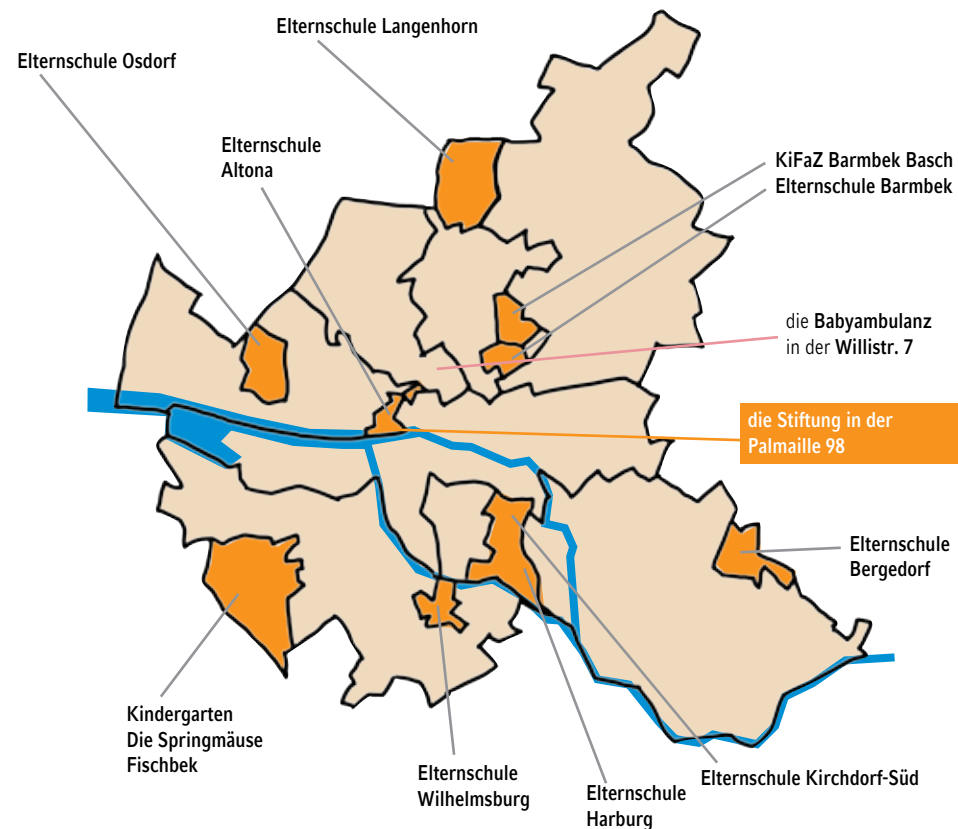 Elternschule Langenhorn
Elternschule Osdorf
Elternschule
Altona
KiFaZ Barmbek Basch
Elternschule Barmbek
die Babyambulanz
in der Willistr. 7
die Stiftung in der
Palmaille 98
Elternschule
Bergedorf
Kindergarten
Die Springmäuse
Fischbek
Elternschule
Wilhelmsburg
Elternschule
Harburg
Elternschule Kirchdorf-Süd